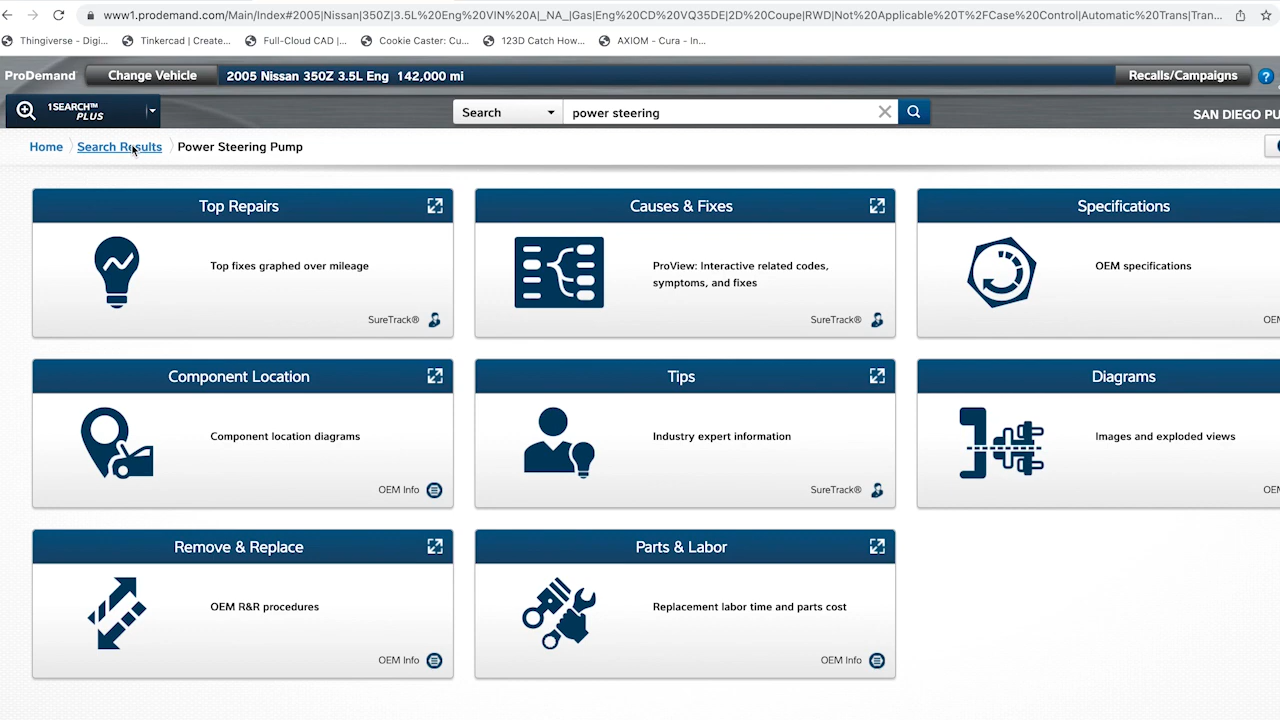 www1.prodemand.com/Main/Index#2005|Nissan|350Z|3.5L%20Eng%20VIN%20A|_NA_|Gas|Eng%20CD%20VQ35DE|2D%20Coupe|RWD|Not%20Applicable%20T%2FCase%20Control|Automatic%20Trans|Tran...
Thingiverse - Digi... Tinkercad | Create... Full-Cloud CAD |... Cookie Caster: Cu... 123D Catch How... AXIOM - Cura - In...
ProDemand Change Vehicle 2005 Nissan 350Z 3.5L Eng 142,000 mi Recalls/Campaigns ?
1SEARCH™ PLUS Search power steering SAN DIEGO PU
Home Search Results Power Steering Pump
Top Repairs
Top fixes graphed over mileage
SureTrack®
Causes & Fixes
ProView: Interactive related codes,
symptoms, and fixes
SureTrack®
Specifications
OEM specifications
OEM
Component Location
Component location diagrams
OEM Info
Tips
Industry expert information
SureTrack®
Diagrams
Images and exploded views
OEM
Remove & Replace
OEM R&R procedures
OEM Info
Parts & Labor
Replacement labor time and parts cost
OEM Info